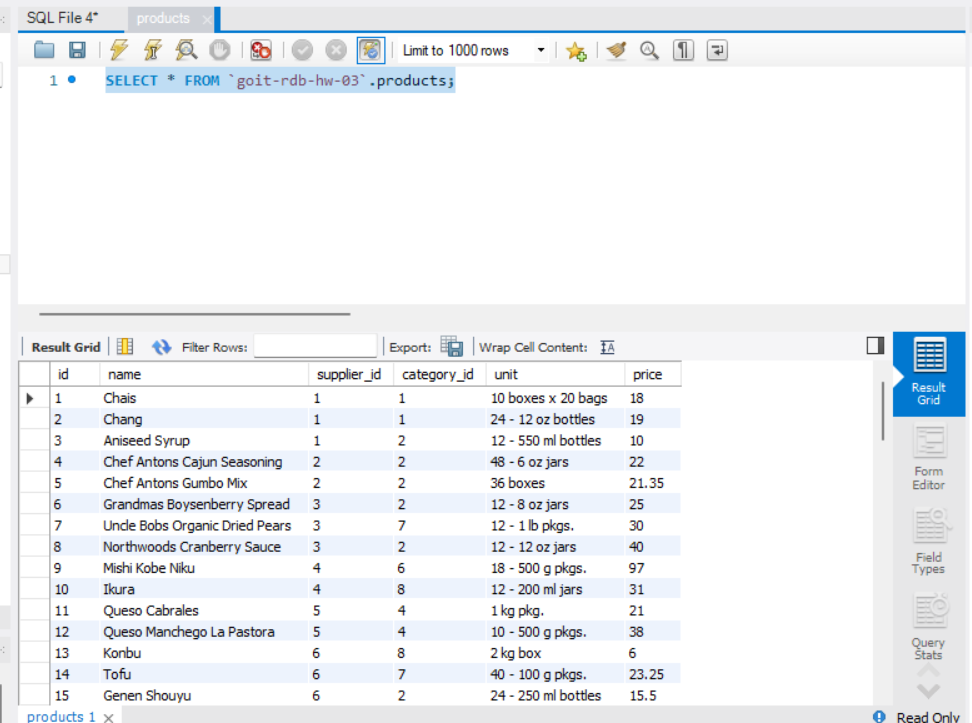 SQL File 4* products
Limit to 1000 rows
1 SELECT * FROM `goit-rdb-hw-03`.products;
Result Grid Filter Rows: Export: Wrap Cell Content:
id name supplier_id category_id unit price
1 Chais 1 1 10 boxes x 20 bags 18
2 Chang 1 1 24 - 12 oz bottles 19
3 Aniseed Syrup 1 2 12 - 550 ml bottles 10
4 Chef Antons Cajun Seasoning 2 2 48 - 6 oz jars 22
5 Chef Antons Gumbo Mix 2 2 36 boxes 21.35
6 Grandmas Boysenberry Spread 3 2 12 - 8 oz jars 25
7 Uncle Bobs Organic Dried Pears 3 7 12 - 1 lb pkgs. 30
8 Northwoods Cranberry Sauce 3 2 12 - 12 oz jars 40
9 Mishi Kobe Niku 4 6 18 - 500 g pkgs. 97
10 Ikura 4 8 12 - 200 ml jars 31
11 Queso Cabrales 5 4 1 kg pkg. 21
12 Queso Manchego La Pastora 5 4 10 - 500 g pkgs. 38
13 Konbu 6 8 2 kg box 6
14 Tofu 6 7 40 - 100 g pkgs. 23.25
15 Genen Shouyu 6 2 24 - 250 ml bottles 15.5
Result
Grid
Form
Editor
Field
Types
Query
Stats
products 1
Read Only